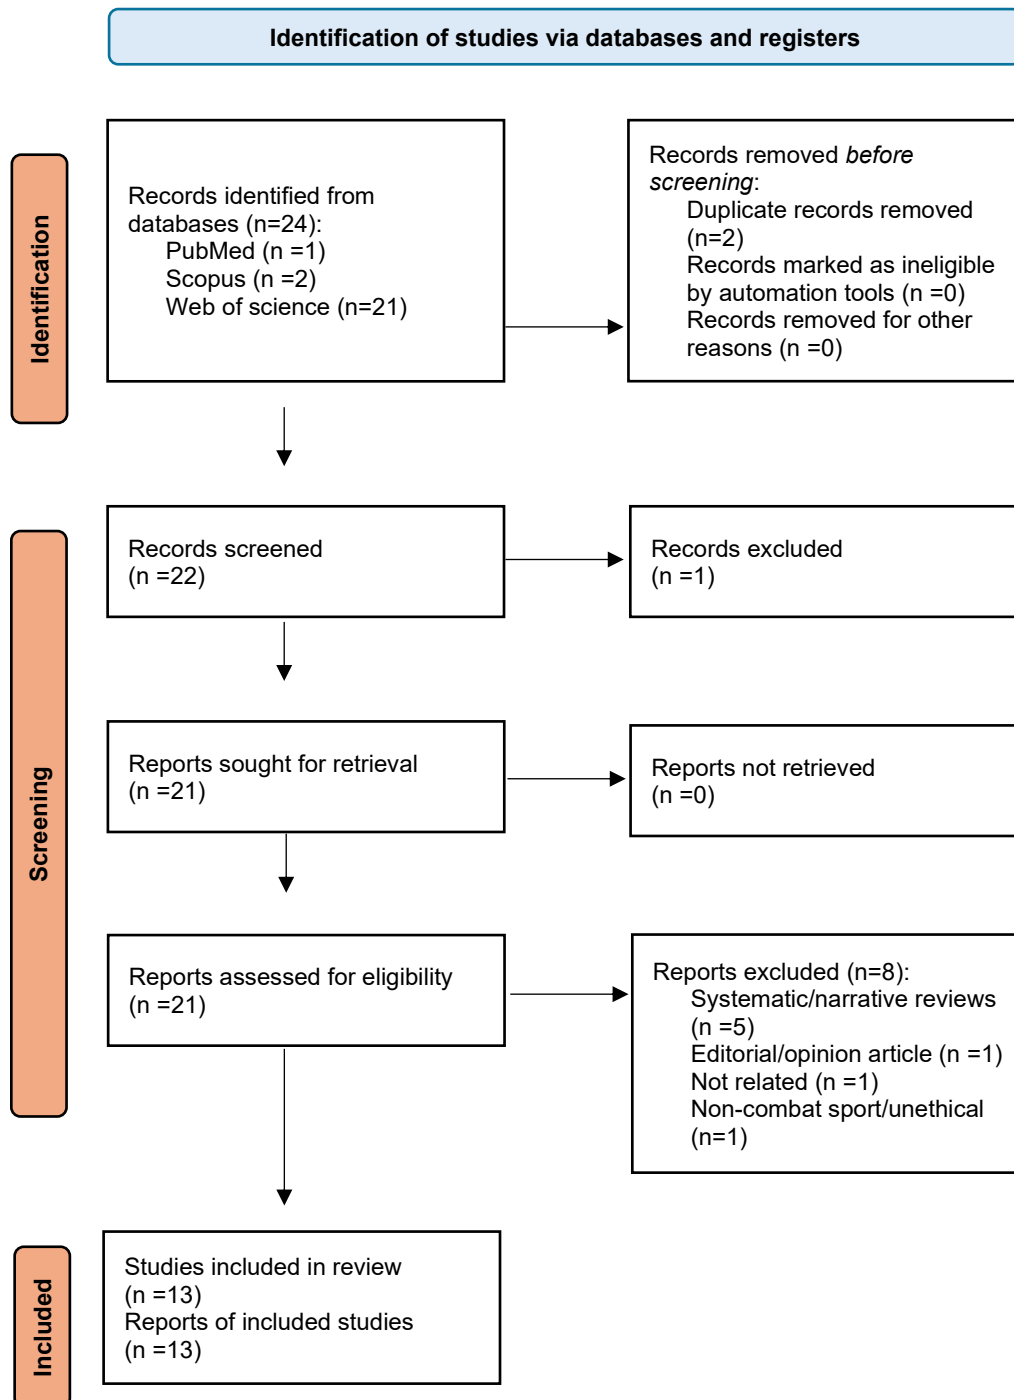 Identification of studies via databases and registers
Identification
Records identified from
databases (n=24):
PubMed (n =1)
Scopus (n =2)
Web of science (n=21)
Records removed before
screening:
Duplicate records removed
(n=2)
Records marked as ineligible
by automation tools (n =0)
Records removed for other
reasons (n =0)
Screening
Records screened
(n =22)
Records excluded
(n =1)
Reports sought for retrieval
(n =21)
Reports not retrieved
(n =0)
Reports assessed for eligibility
(n =21)
Reports excluded (n=8):
Systematic/narrative reviews
(n =5)
Editorial/opinion article (n =1)
Not related (n =1)
Non-combat sport/unethical
(n=1)
Included
Studies included in review
(n =13)
Reports of included studies
(n =13)